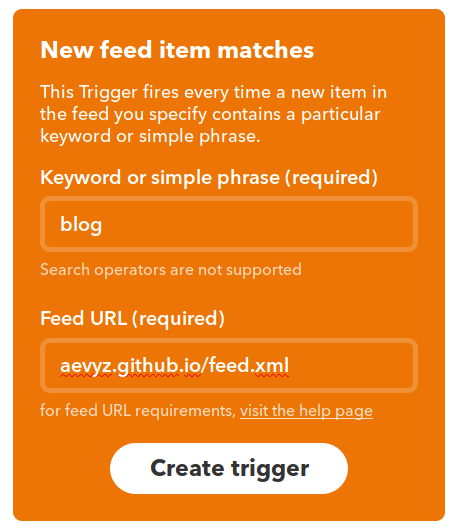 New feed item matches
This Trigger fires every time a new item in
the feed you specify contains a particular
keyword or simple phrase.
Keyword or simple phrase (required)
blog
Search operators are not supported
Feed URL (required)
aevyz.github.io/feed.xml
for feed URL requirements, visit the help page
Create trigger